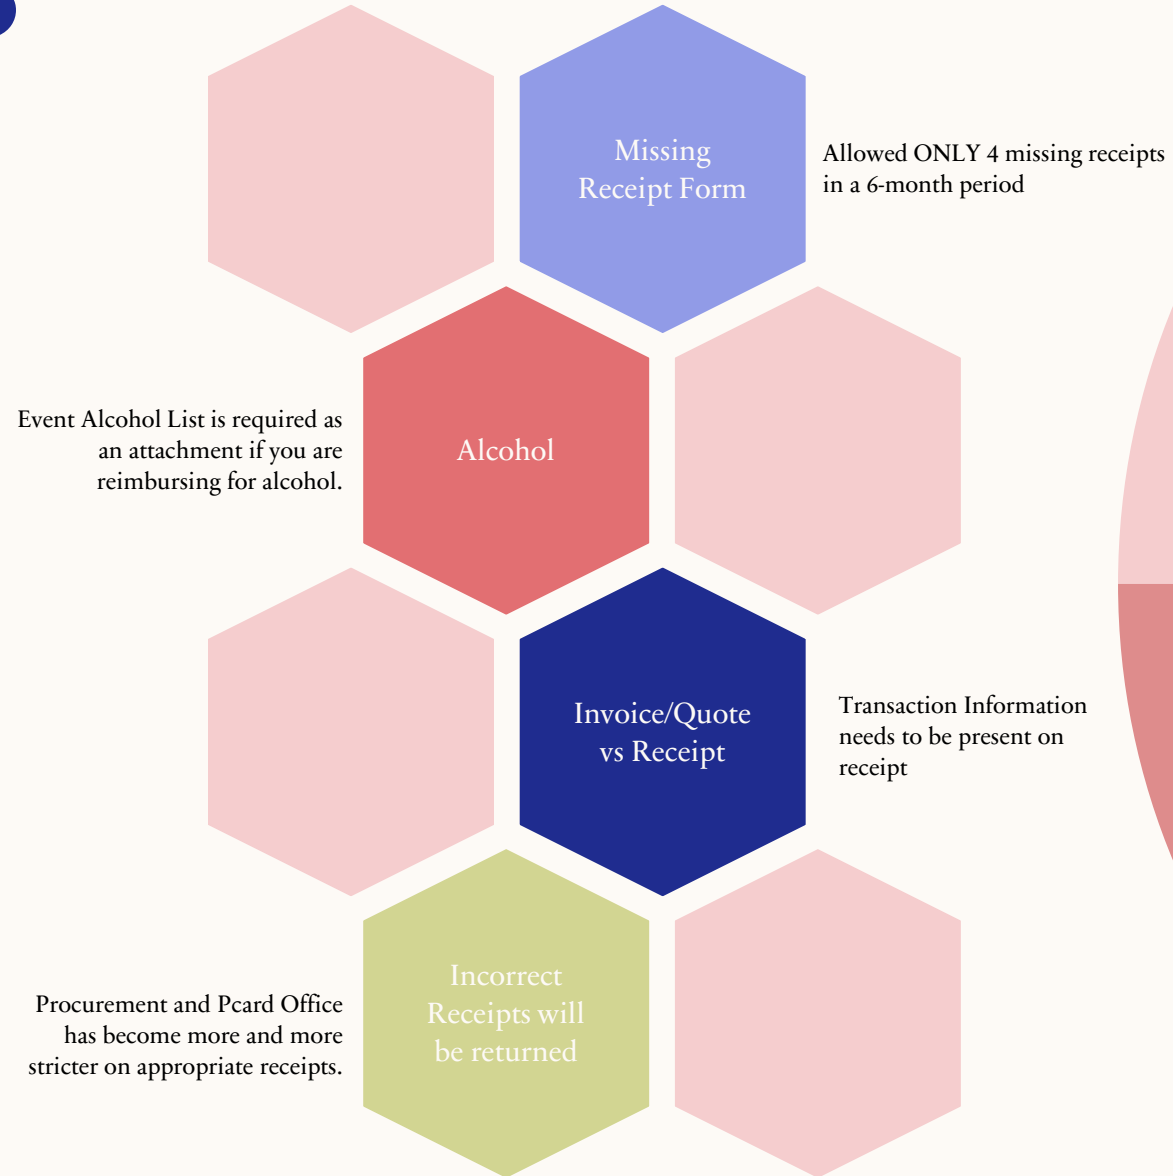 Missing
Receipt Form
Allowed ONLY 4 missing receipts
in a 6-month period
Event Alcohol List is required as
an attachment if you are
reimbursing for alcohol.
Alcohol
Invoice/Quote
vs Receipt
Transaction Information
needs to be present on
receipt
Procurement and Pcard Office
has become more and more
stricter on appropriate receipts.
Incorrect
Receipts will
be returned